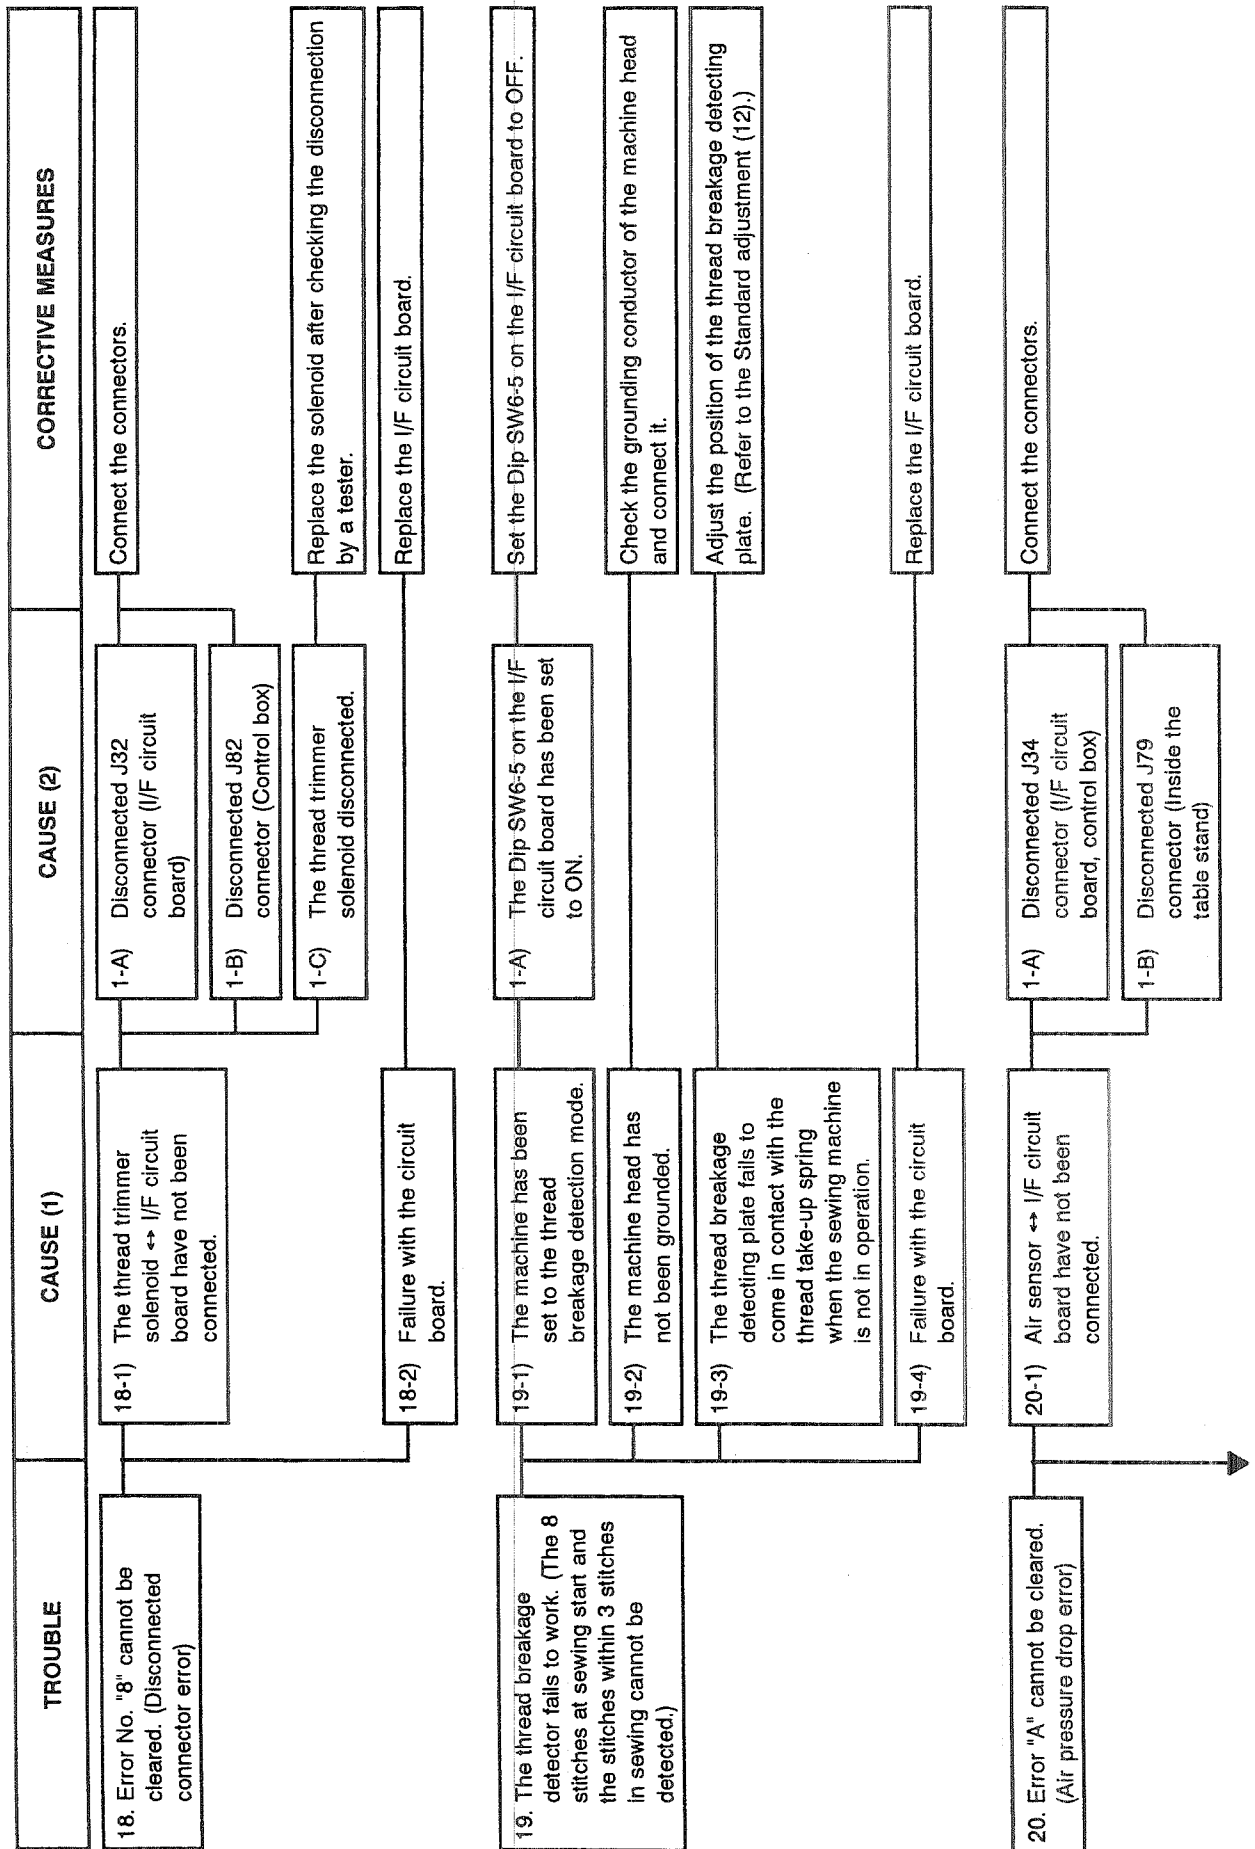 TROUBLE
CAUSE (1)
CAUSE (2)
CORRECTIVE MEASURES
18. Error No. "8" cannot be
cleared. (Disconnected
connector error)
18-1) The thread trimmer
solenoid ↔ I/F circuit
board have not been
connected.
1-A) Disconnected J32
connector (I/F circuit
board)
Connect the connectors.
1-B) Disconnected J82
connector (Control box)
1-C) The thread trimmer
solenoid disconnected.
Replace the solenoid after checking the disconnection
by a tester.
18-2) Failure with the circuit
board.
Replace the I/F circuit board.
19. The thread breakage
detector fails to work. (The 8
stitches at sewing start and
the stitches within 3 stitches
in sewing cannot be
detected.)
19-1) The machine has been
set to the thread
breakage detection mode.
1-A) The Dip SW6-5 on the I/F
circuit board has been set
to ON.
Set the Dip SW6-5 on the I/F circuit board to OFF.
19-2) The machine head has
not been grounded.
Check the grounding conductor of the machine head
and connect it.
19-3) The thread breakage
detecting plate fails to
come in contact with the
thread take-up spring
when the sewing machine
is not in operation.
Adjust the position of the thread breakage detecting
plate. (Refer to the Standard adjustment (12).)
19-4) Failure with the circuit
board.
Replace the I/F circuit board.
20. Error "A" cannot be cleared.
(Air pressure drop error)
20-1) Air sensor ↔ I/F circuit
board have not been
connected.
1-A) Disconnected J34
connector (I/F circuit
board, control box)
Connect the connectors.
1-B) Disconnected J79
connector (Inside the
table stand)